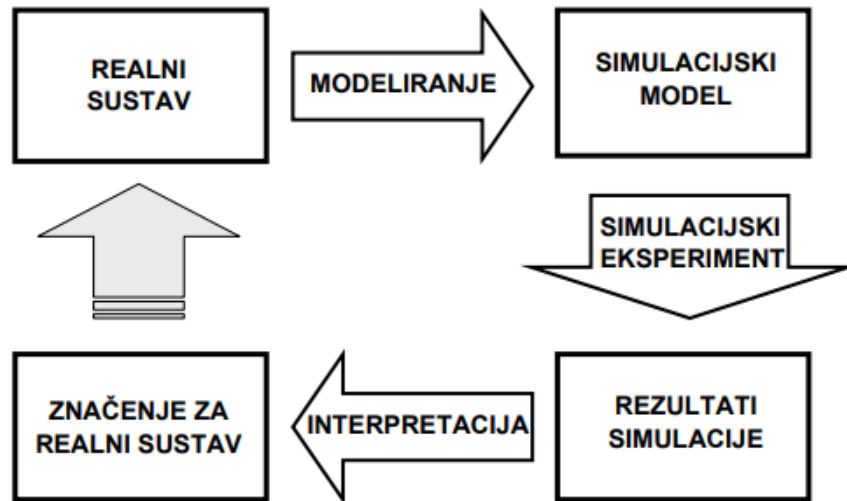 REALNI
SUSTAV
MODELIRANJE
SIMULACIJSKI
MODEL
SIMULACIJSKI
EKSPERIMENT
ZNAČENJE ZA
REALNI SUSTAV
INTERPRETACIJA
REZULTATI
SIMULACIJE